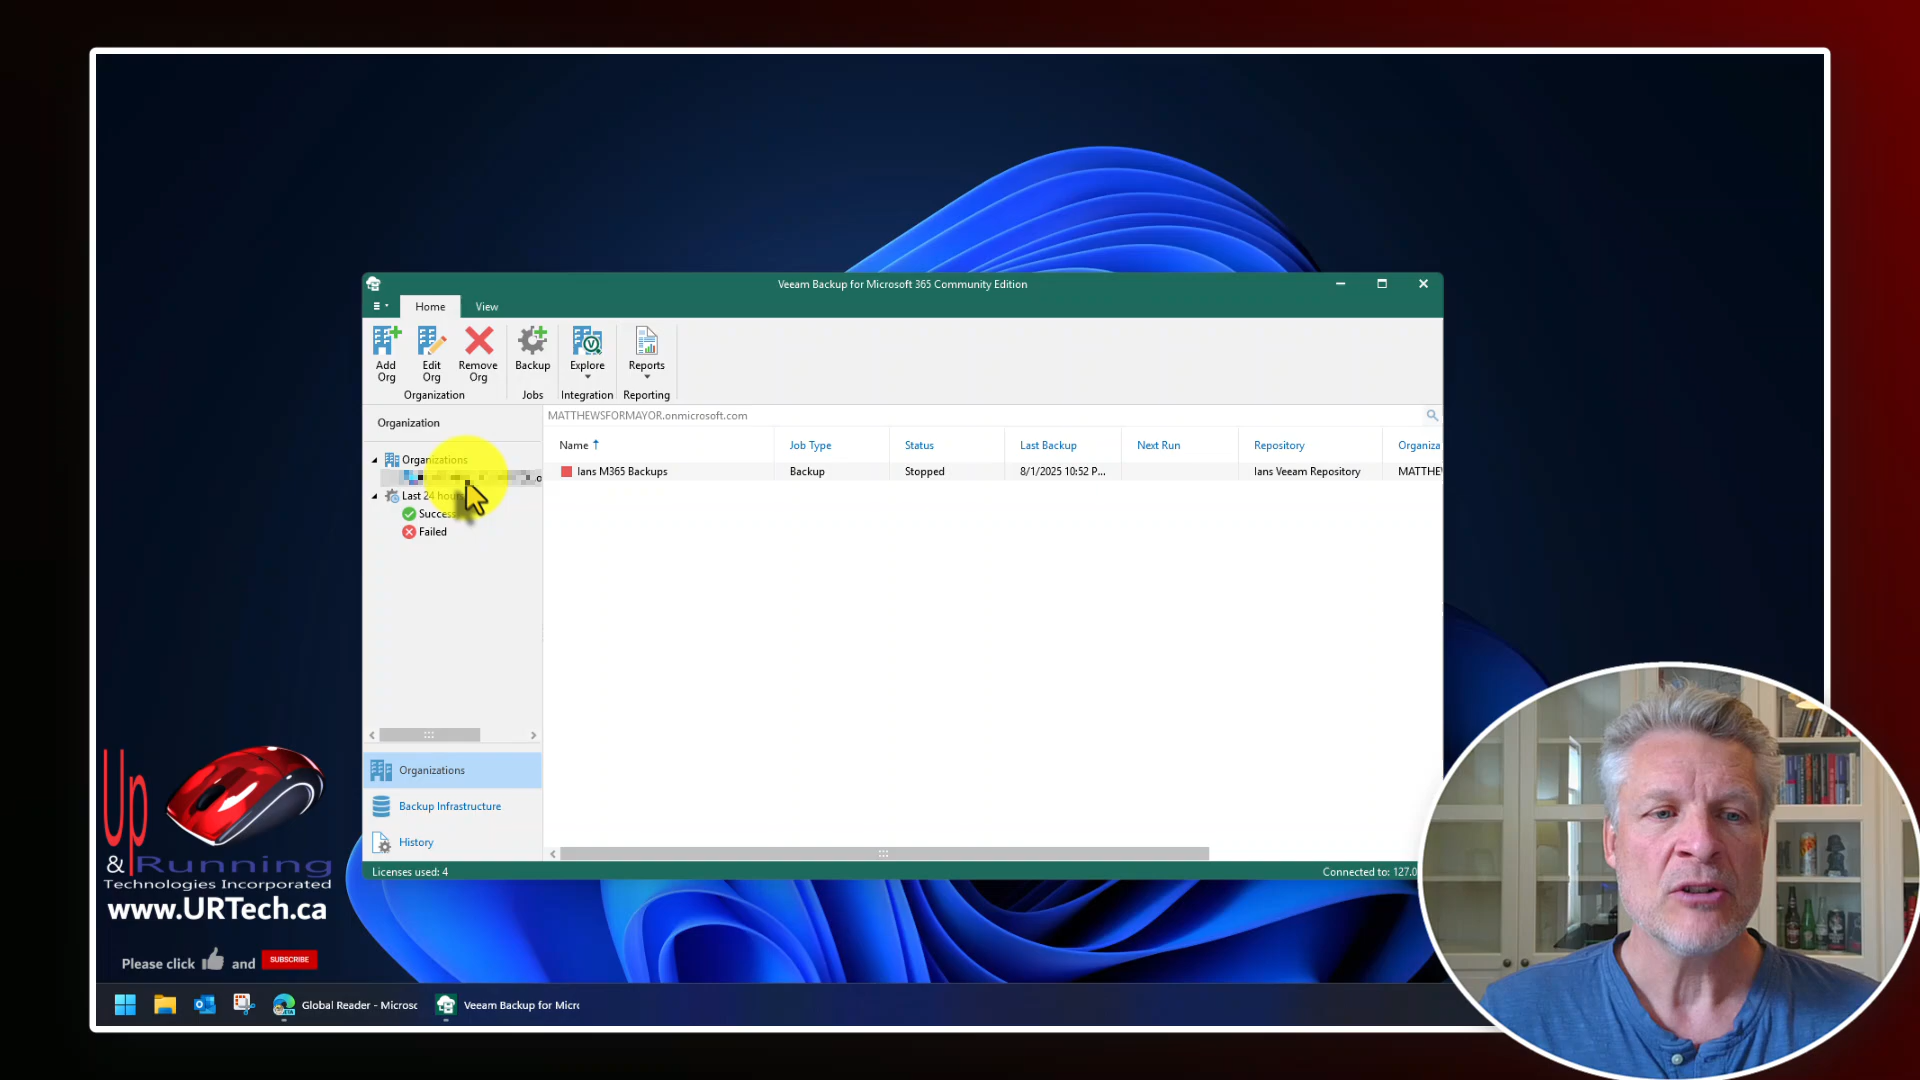 Veeam Backup for Microsoft 365 Community Edition
Home
View
Add Org
Edit Org
Remove Org
Organization
Backup
Jobs
Explore
Integration
Reports
Reporting
Organization
MATTHEWSFORMAYOR.onmicrosoft.com
Name
Job Type
Status
Last Backup
Next Run
Repository
Organiza
Ians M365 Backups
Backup
Stopped
8/1/2025 10:52 P...
Ians Veeam Repository
MATTHE
Organizations
Last 24 hours
Success
Failed
Organizations
Backup Infrastructure
History
Licenses used: 4
Connected to: 127.0
Up
& Running
Technologies Incorporated
www.URTech.ca
Please click and SUBSCRIBE
Global Reader - Microsc
Veeam Backup for Micro